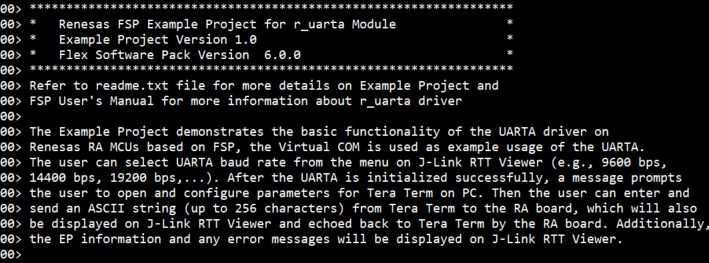 00> ****************************************************************
00> *   Renesas FSP Example Project for r_uarta Module              *
00> *   Example Project Version 1.0                                 *
00> *   Flex Software Pack Version  6.0.0                           *
00> ****************************************************************
00> Refer to readme.txt file for more details on Example Project and
00> FSP User's Manual for more information about r_uarta driver
00>
00> The Example Project demonstrates the basic functionality of the UARTA driver on
00> Renesas RA MCUs based on FSP, the Virtual COM is used as example usage of the UARTA.
00> The user can select UARTA baud rate from the menu on J-Link RTT Viewer (e.g., 9600 bps,
00> 14400 bps, 19200 bps,...). After the UARTA is initialized successfully, a message prompts
00> the user to open and configure parameters for Tera Term on PC. Then the user can enter and
00> send an ASCII string (up to 256 characters) from Tera Term to the RA board, which will also
00> be displayed on J-Link RTT Viewer and echoed back to Tera Term by the RA board. Additionally,
00> the EP information and any error messages will be displayed on J-Link RTT Viewer.
00>